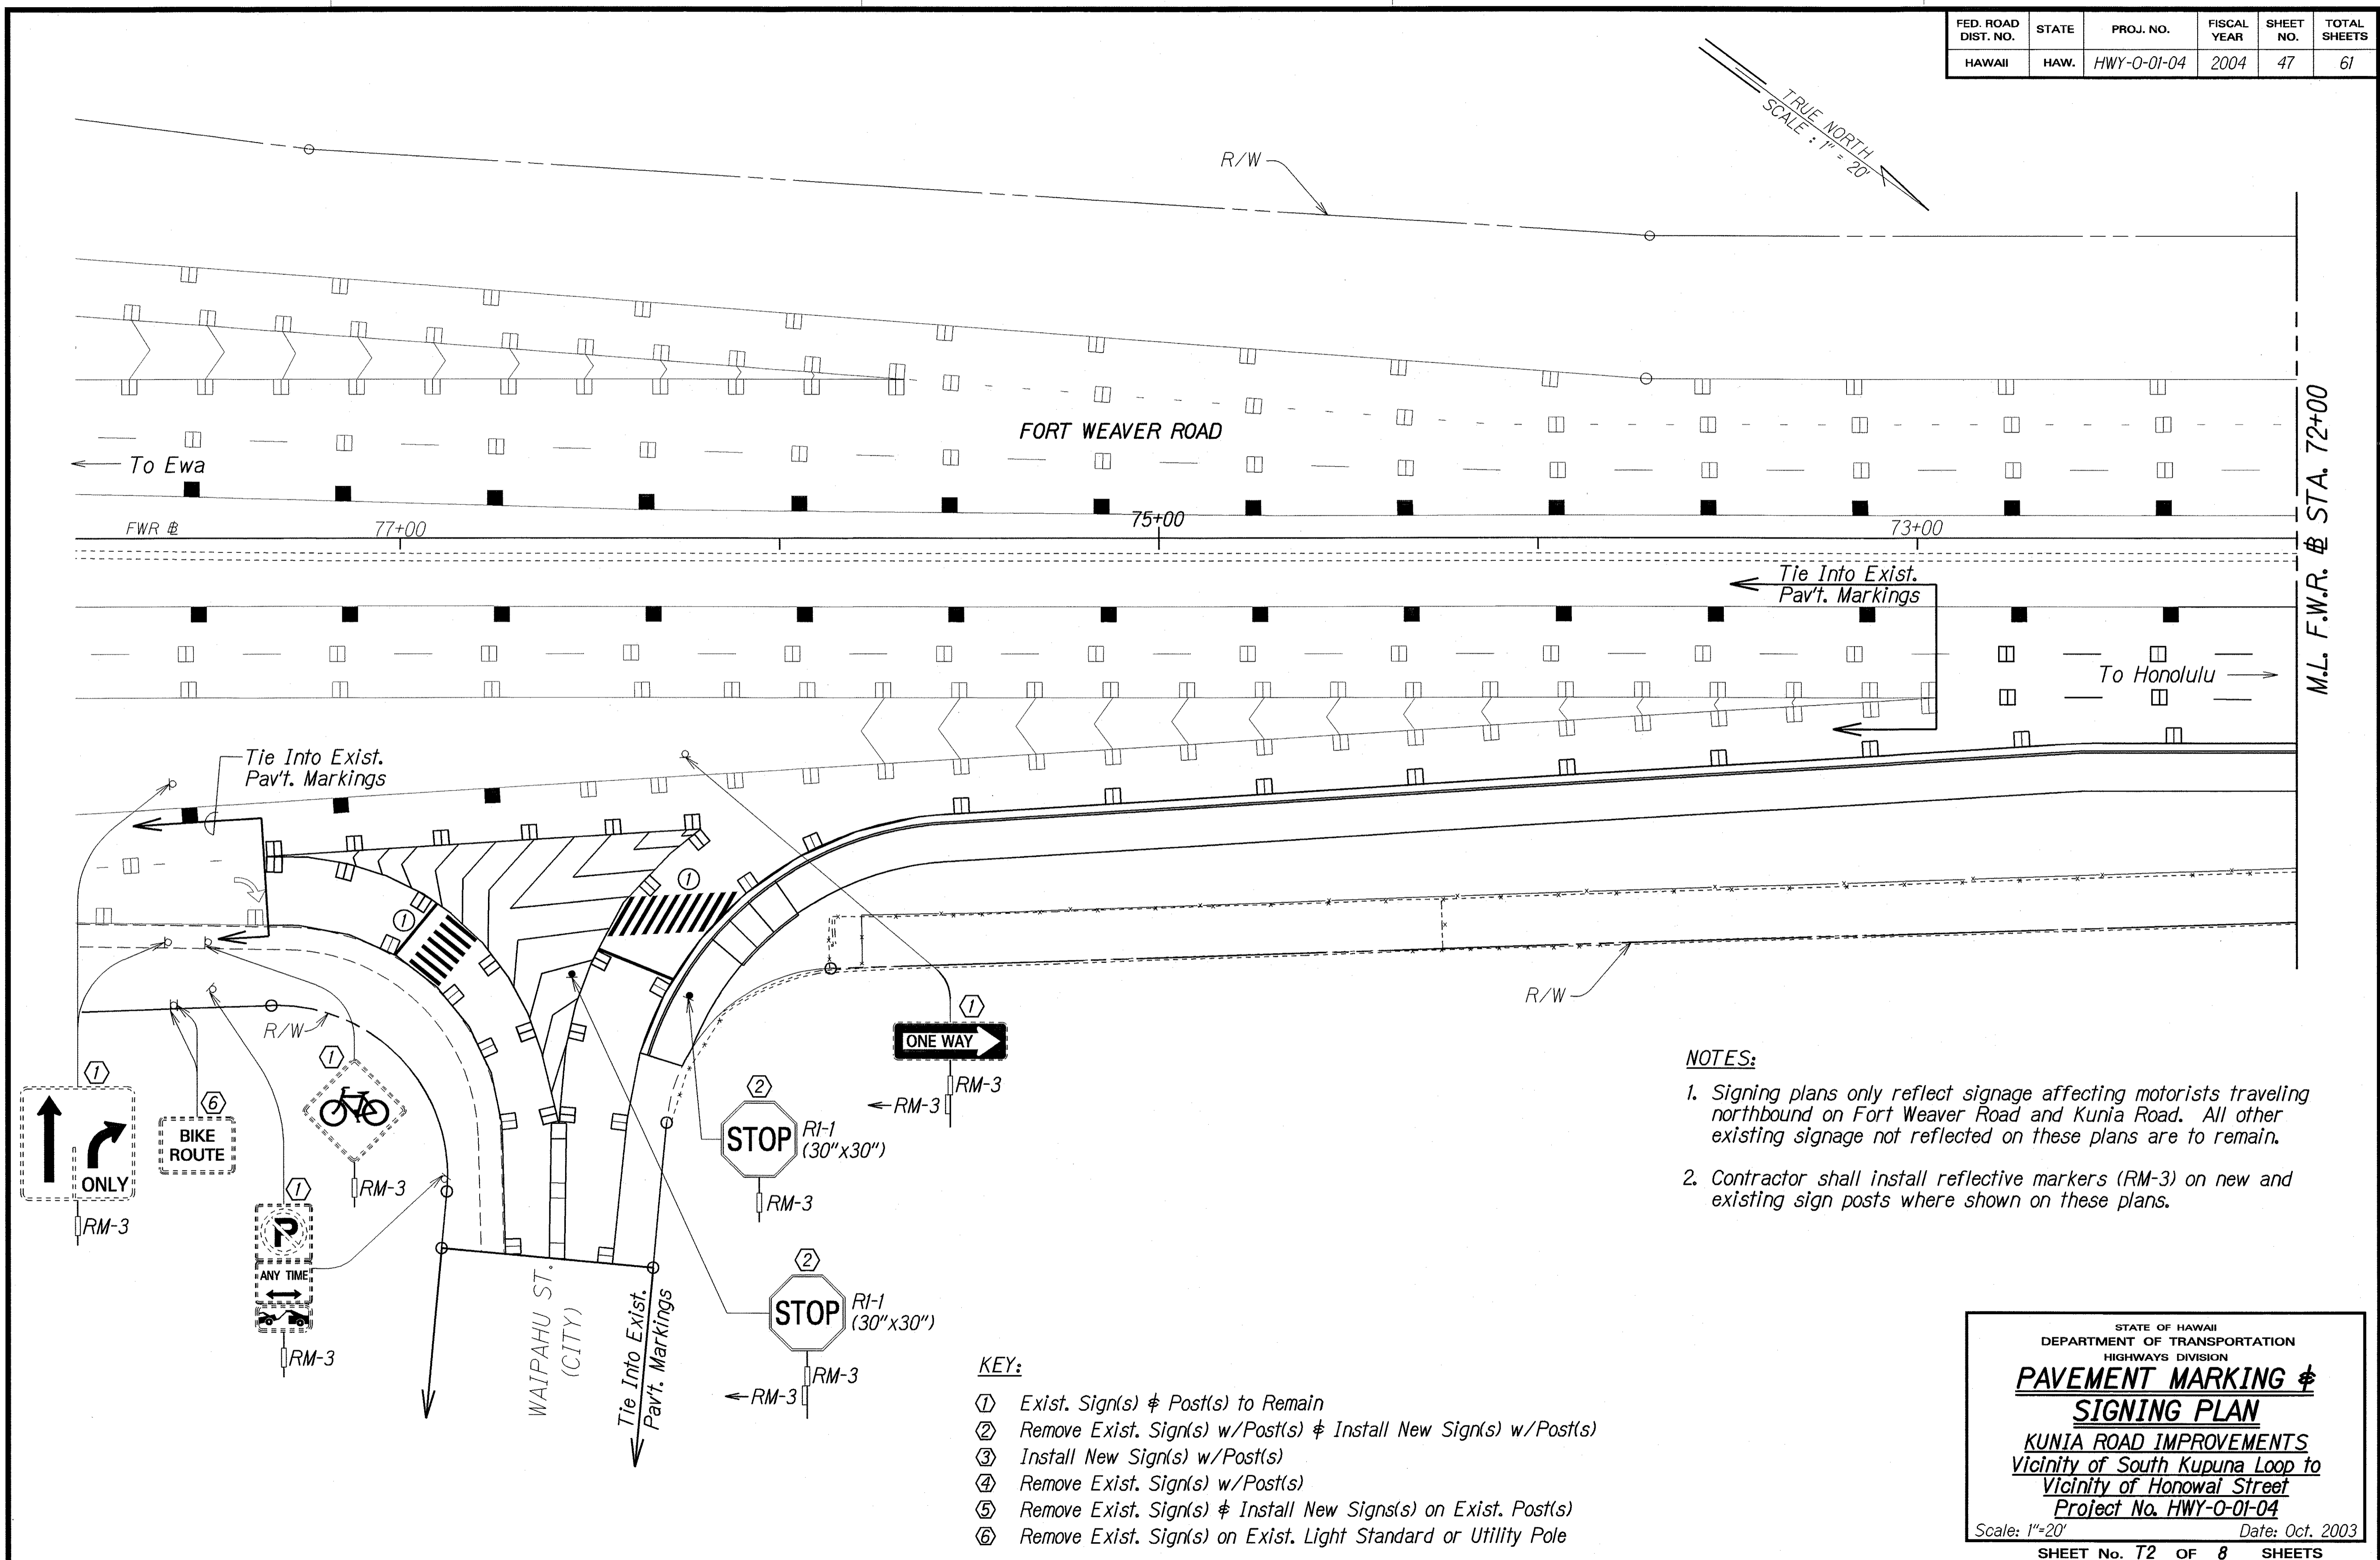 FED. ROAD DIST. NO. STATE PROJ. NO. FISCAL YEAR SHEET NO. TOTAL SHEETS
HAWAII HAW. HWY-O-01-04 2004 47 61
TRUE NORTH
SCALE : 1" = 20'
R/W
FORT WEAVER ROAD
To Ewa
FWR
77+00
75+00
73+00
M.L. F.W.R. ℄ STA. 72+00
Tie Into Exist.
Pav't. Markings
To Honolulu
Tie Into Exist.
Pav't. Markings
1
1
R/W
R/W
1
ONLY
RM-3
6
BIKE
ROUTE
1
RM-3
1
P
ANY TIME
RM-3
1
ONE WAY
RM-3
RM-3
2
STOP
R1-1
(30"x30")
RM-3
2
STOP
R1-1
(30"x30")
RM-3
RM-3
WAIPAHU ST.
(CITY)
Tie Into Exist.
Pav't. Markings
NOTES:
1. Signing plans only reflect signage affecting motorists traveling
northbound on Fort Weaver Road and Kunia Road. All other
existing signage not reflected on these plans are to remain.
2. Contractor shall install reflective markers (RM-3) on new and
existing sign posts where shown on these plans.
KEY:
1 Exist. Sign(s) & Post(s) to Remain
2 Remove Exist. Sign(s) w/Post(s) & Install New Sign(s) w/Post(s)
3 Install New Sign(s) w/Post(s)
4 Remove Exist. Sign(s) w/Post(s)
5 Remove Exist. Sign(s) & Install New Signs(s) on Exist. Post(s)
6 Remove Exist. Sign(s) on Exist. Light Standard or Utility Pole
STATE OF HAWAII
DEPARTMENT OF TRANSPORTATION
HIGHWAYS DIVISION
PAVEMENT MARKING &
SIGNING PLAN
KUNIA ROAD IMPROVEMENTS
Vicinity of South Kupuna Loop to
Vicinity of Honowai Street
Project No. HWY-O-01-04
Scale: 1"=20' Date: Oct. 2003
SHEET No. T2 OF 8 SHEETS